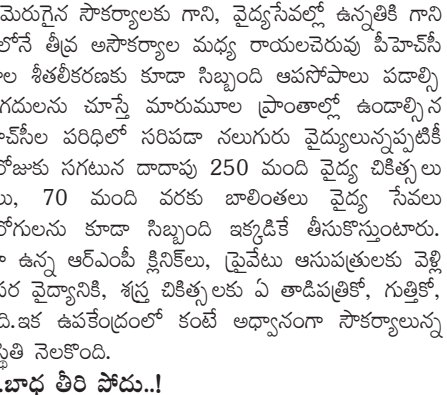 మెరుగైన సౌకర్యాలకు గాని, వైద్యసేవల్లో ఉన్నతికి గాని
లోనే తీవ్ర అసౌకర్యాల మధ్య రాయలచెరువు పీహెచ్‌సీ
ల శీతలీకరణకు కూడా సిబ్బంది ఆపసోపాలు పడాల్సి
గదులను చూస్తే మారుమూల ప్రాంతాల్లో ఉండాల్సిన
హెచ్‌సీల పరిధిలో సరిపడా నలుగురు వైద్యులున్నప్పటికీ
రోజుకు సగటున దాదాపు 250 మంది వైద్య చికిత్సలు
లు, 70 మంది వరకు బాలింతలు వైద్య సేవలు
రోగులను కూడా సిబ్బంది ఇక్కడికే తీసుకొస్తుంటారు.
ా ఉన్న ఆర్‌ఎంపీ క్లినిక్‌లు, ప్రైవేటు ఆసుపత్రులకు వెళ్లి
సర వైద్యానికి, శస్త్ర చికిత్సలకు ఏ తాడిపత్రికో, గుత్తికో,
ది.ఇక ఉపకేంద్రంలో కంటే అధ్వానంగా సౌకర్యాలున్న
స్థితి నెలకొంది.
.బాధ తీరి పోదు..!